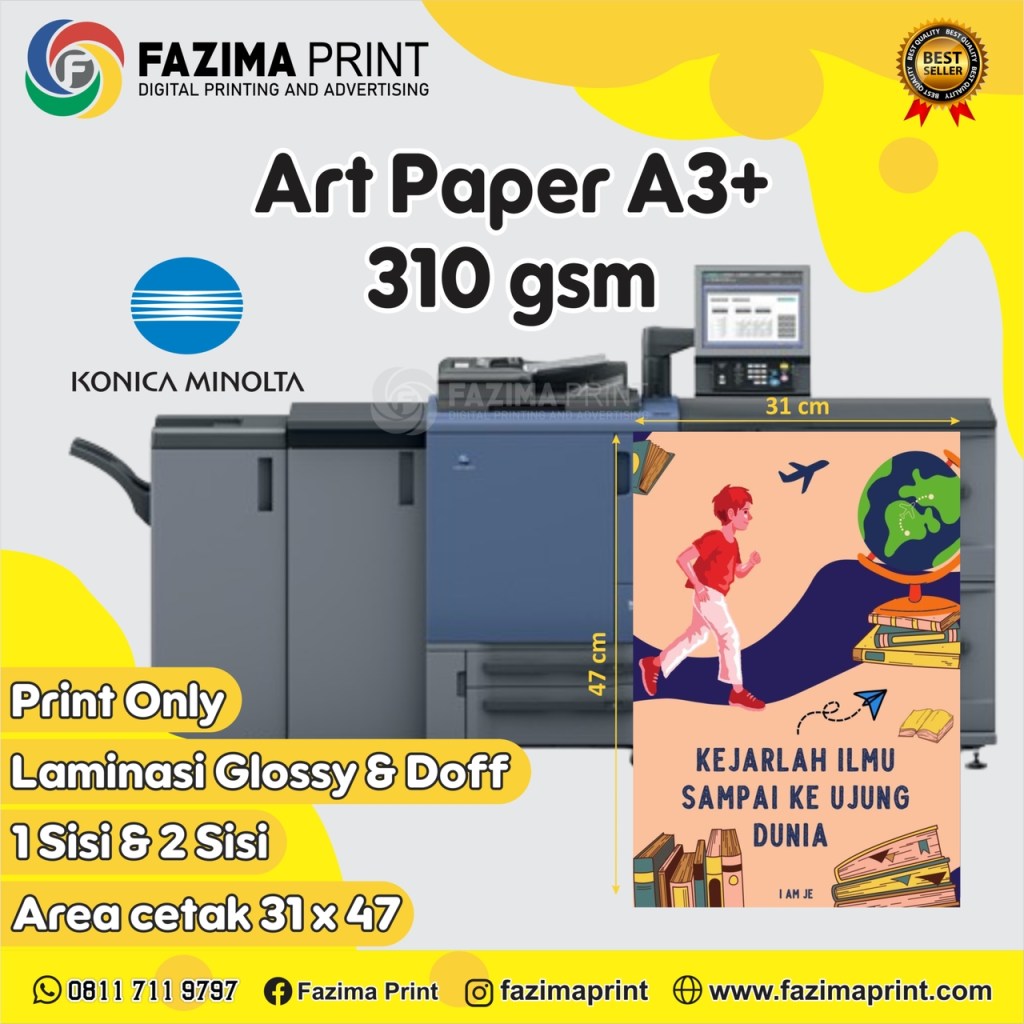 FAZIMA PRINT
DIGITAL PRINTING AND ADVERTISING
BEST QUALITY
BEST SELLER
BEST QUALITY
Art Paper A3+
310 gsm
KONICA MINOLTA
FAZIMA PRINT
DIGITAL PRINTING AND ADVERTISING
31 cm
47 cm
KEJARLAH ILMU
SAMPAI KE UJUNG
DUNIA
I AM JE
Print Only
Laminasi Glossy & Doff
1 Sisi & 2 Sisi
Area cetak 31 x 47
0811 711 9797
Fazima Print
fazimaprint
www.fazimaprint.com